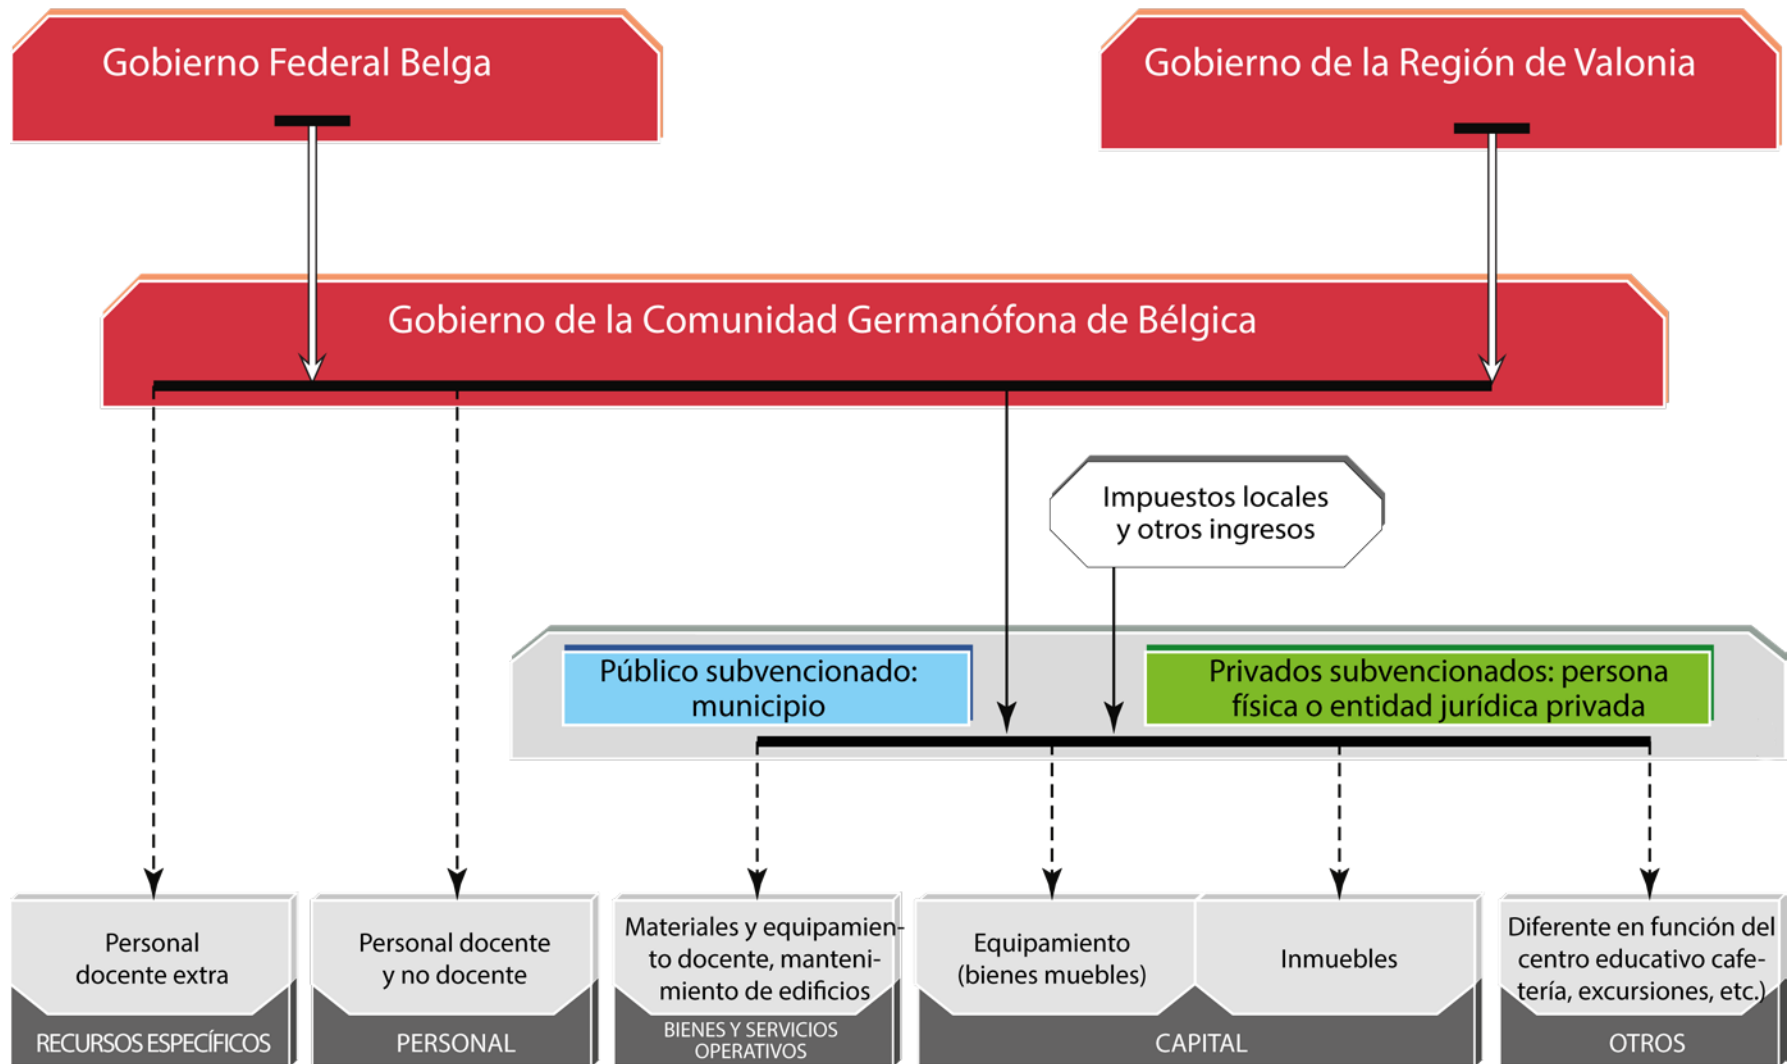 Gobierno Federal Belga
Gobierno de la Región de Valonia
Gobierno de la Comunidad Germanófona de Bélgica
Impuestos locales
y otros ingresos
Público subvencionado:
municipio
Privados subvencionados: persona
física o entidad jurídica privada
Personal
docente extra
RECURSOS ESPECÍFICOS
Personal docente
y no docente
PERSONAL
Materiales y equipamien-
to docente, manteni-
miento de edificios
BIENES Y SERVICIOS
OPERATIVOS
Equipamiento
(bienes muebles)
Inmuebles
CAPITAL
Diferente en función del
centro educativo cafe-
tería, excursiones, etc.)
OTROS